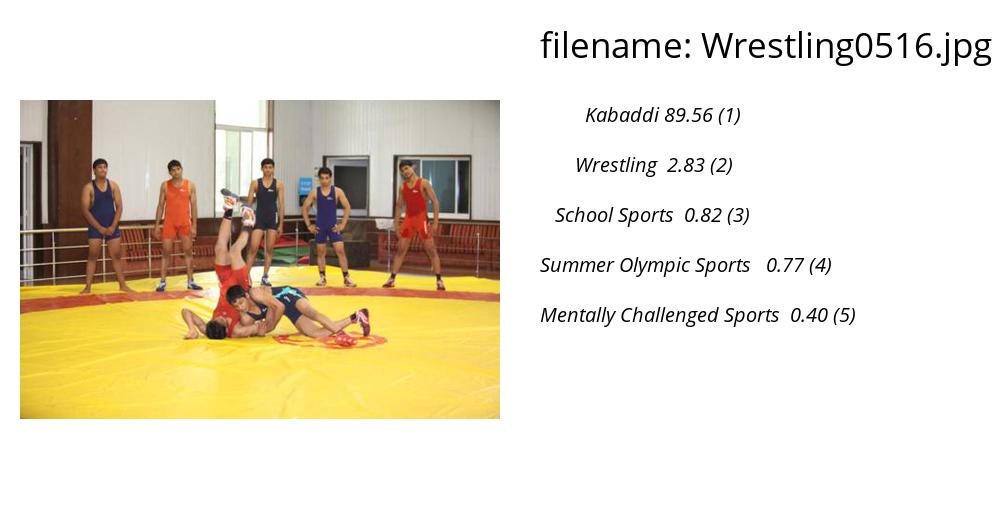 filename: Wrestling0516.jpg
Kabaddi 89.56 (1)
Wrestling 2.83 (2)
School Sports 0.82 (3)
Summer Olympic Sports 0.77 (4)
Mentally Challenged Sports 0.40 (5)